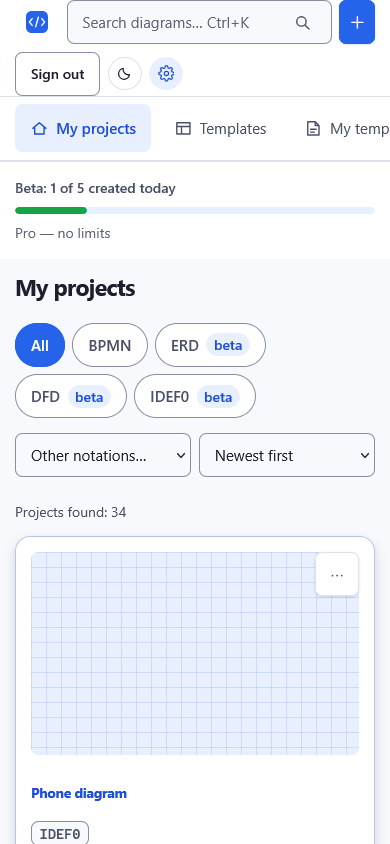 </>
Search diagrams... Ctrl+K
+
Sign out
My projects
Templates
My temp
Beta: 1 of 5 created today
Pro — no limits
My projects
All
BPMN
ERD beta
DFD beta
IDEF0 beta
Other notations...
Newest first
Projects found: 34
...
Phone diagram
IDEF0